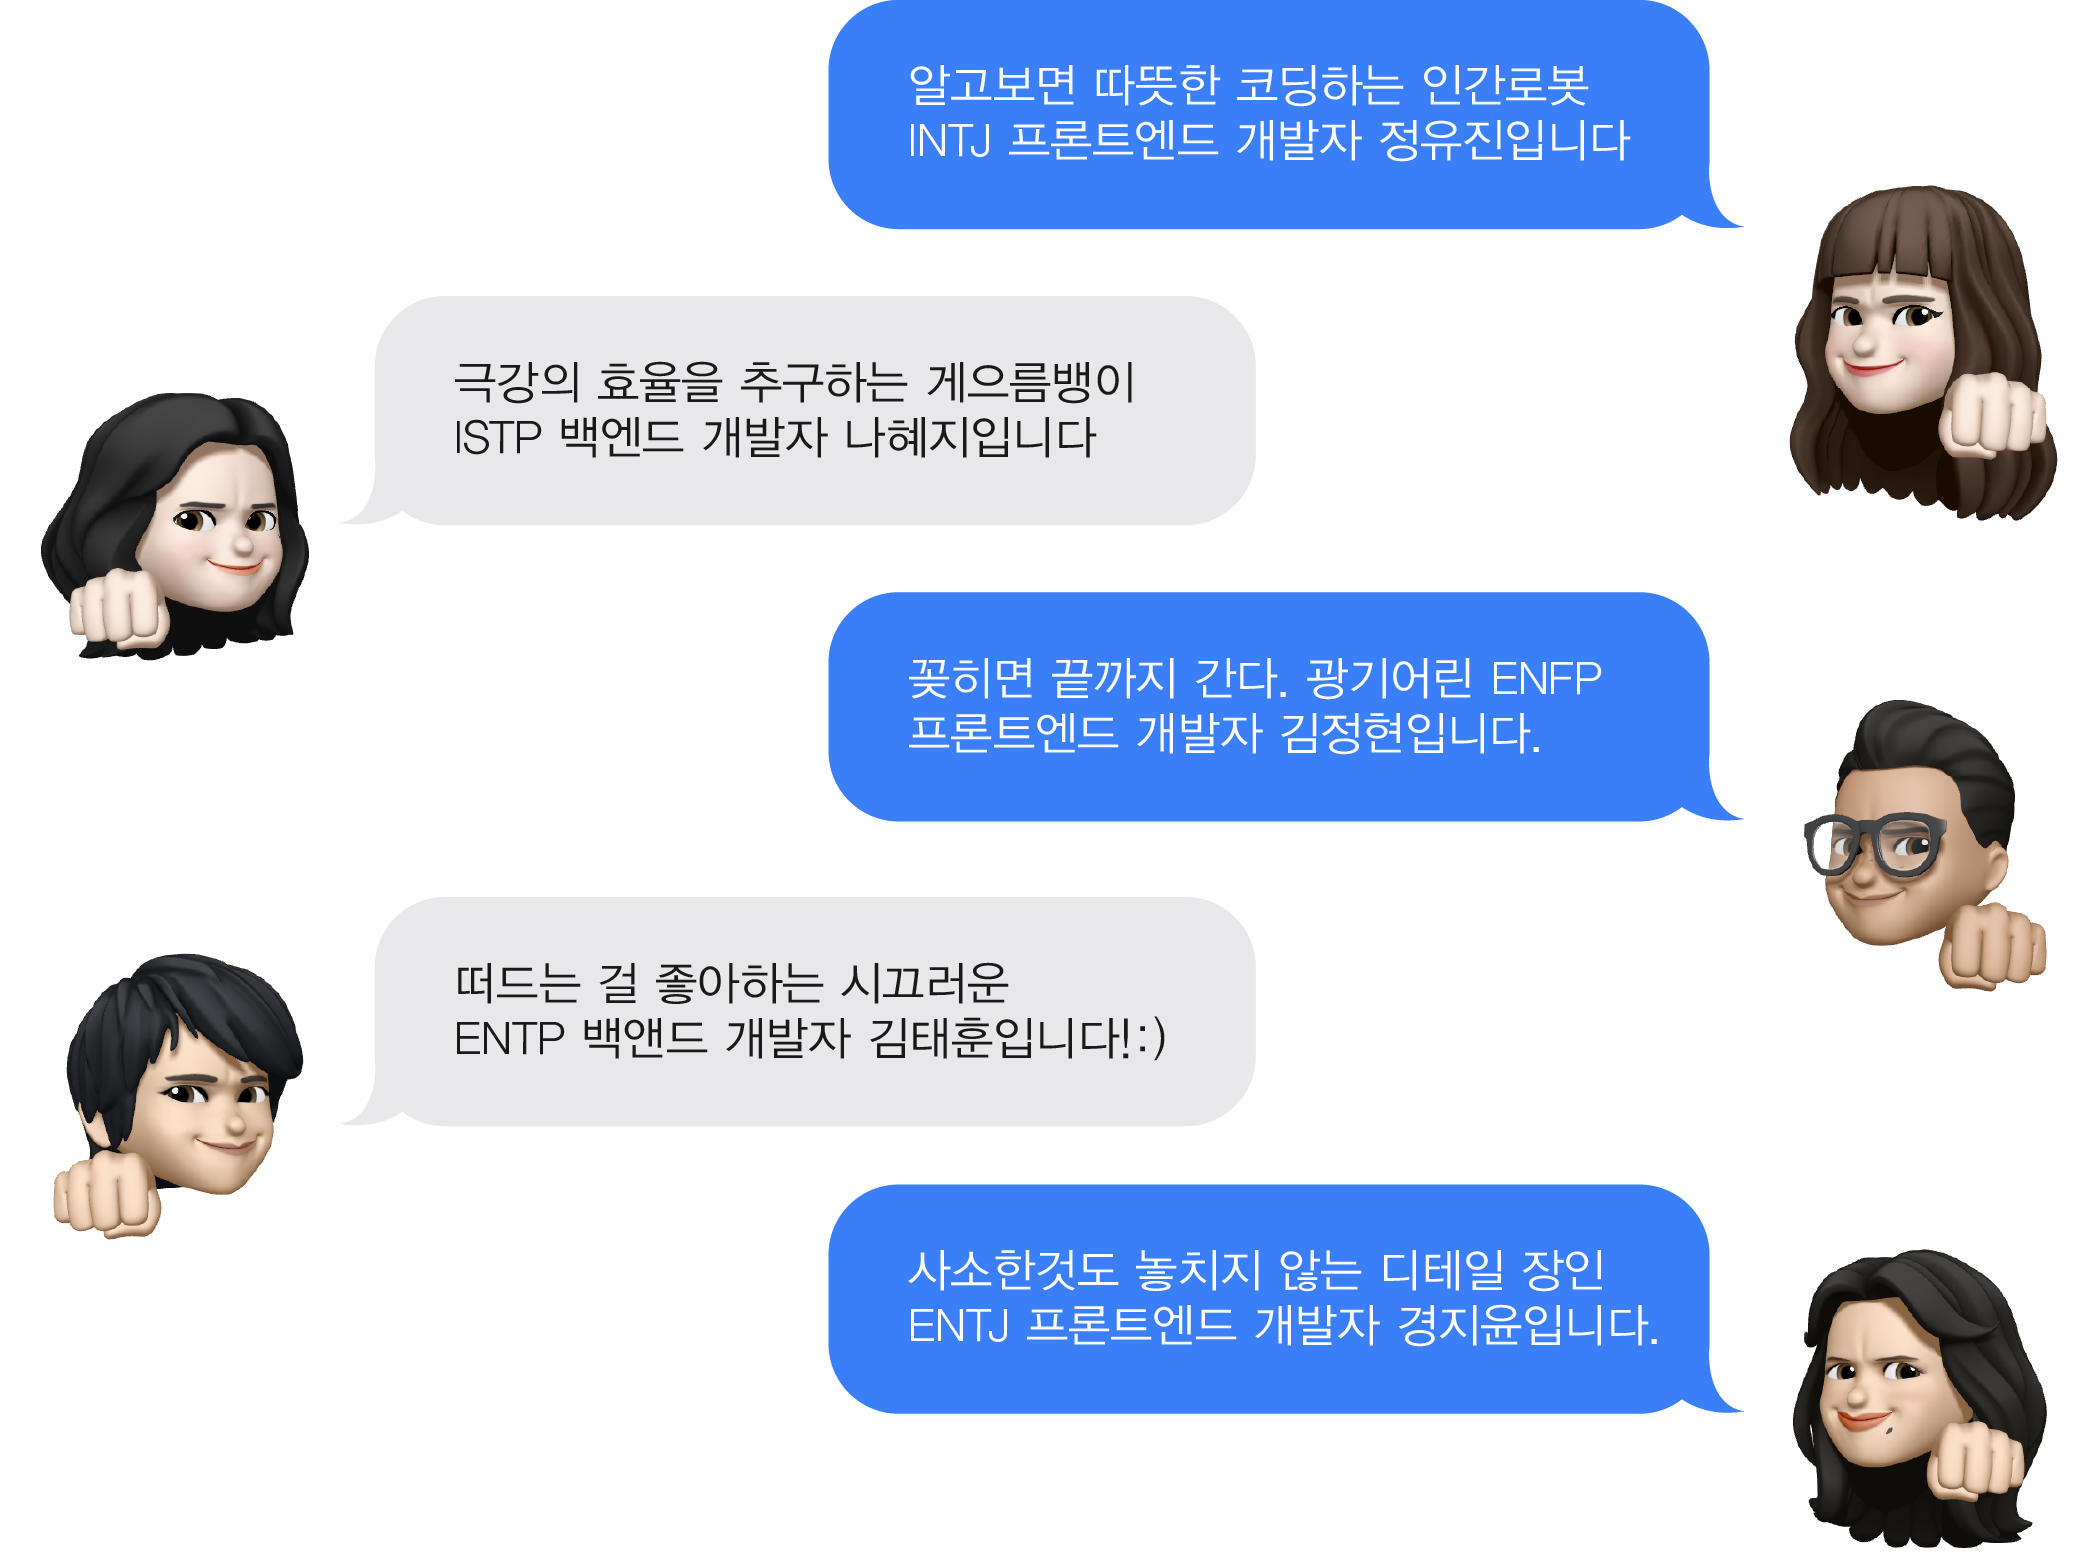 알고보면 따뜻한 코딩하는 인간로봇
INTJ 프론트엔드 개발자 정유진입니다
극강의 효율을 추구하는 게으름뱅이
ISTP 백엔드 개발자 나혜지입니다
꽂히면 끝까지 간다. 광기어린 ENFP
프론트엔드 개발자 김정현입니다.
떠드는 걸 좋아하는 시끄러운
ENTP 백앤드 개발자 김태훈입니다!:)
사소한것도 놓치지 않는 디테일 장인
ENTJ 프론트엔드 개발자 경지윤입니다.